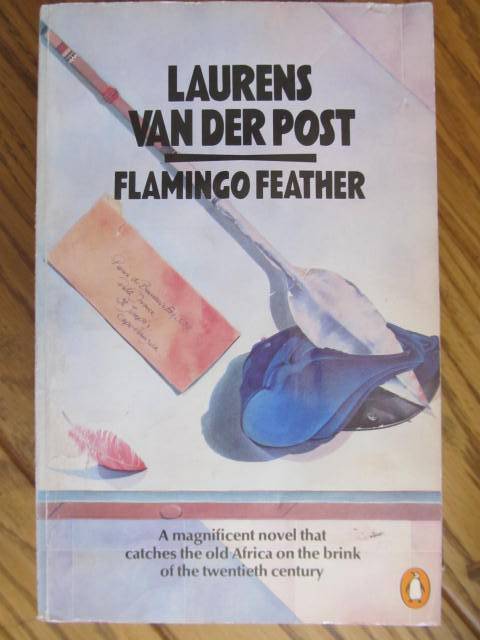 LAURENS
VAN DER POST
FLAMINGO FEATHER
A magnificent novel that
catches the old Africa on the brink
of the twentieth century